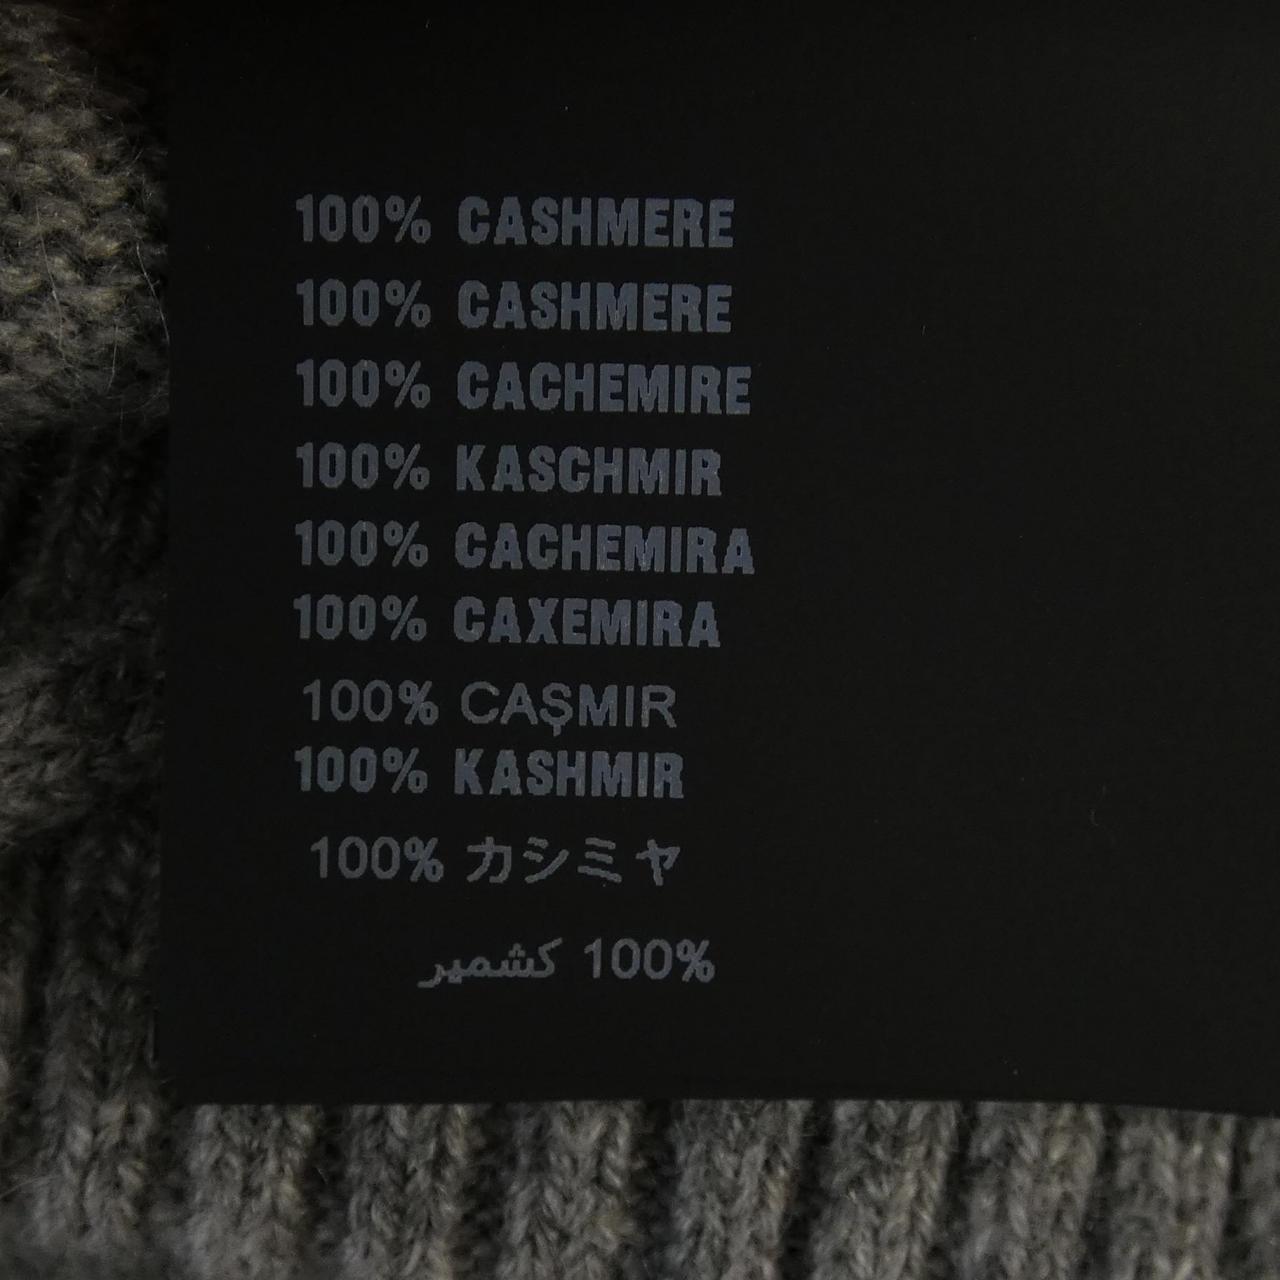 100% CASHMERE
100% CASHMERE
100% CACHEMIRE
100% KASCHMIR
100% CACHEMIRA
100% CAXEMIRA
100% CAŞMIR
100% KASHMIR
100% カシミヤ
100% كشمير